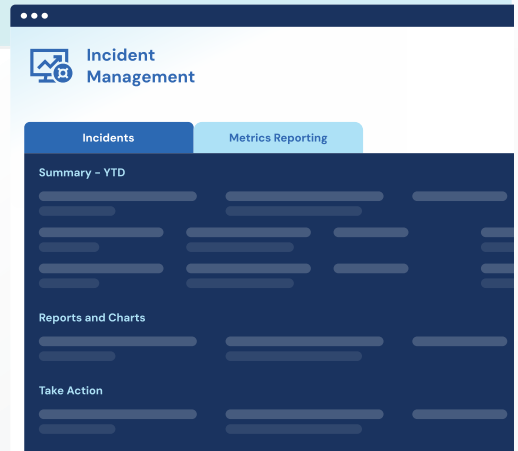 Incident
Management
Incidents
Metrics Reporting
Summary - YTD
Reports and Charts
Take Action